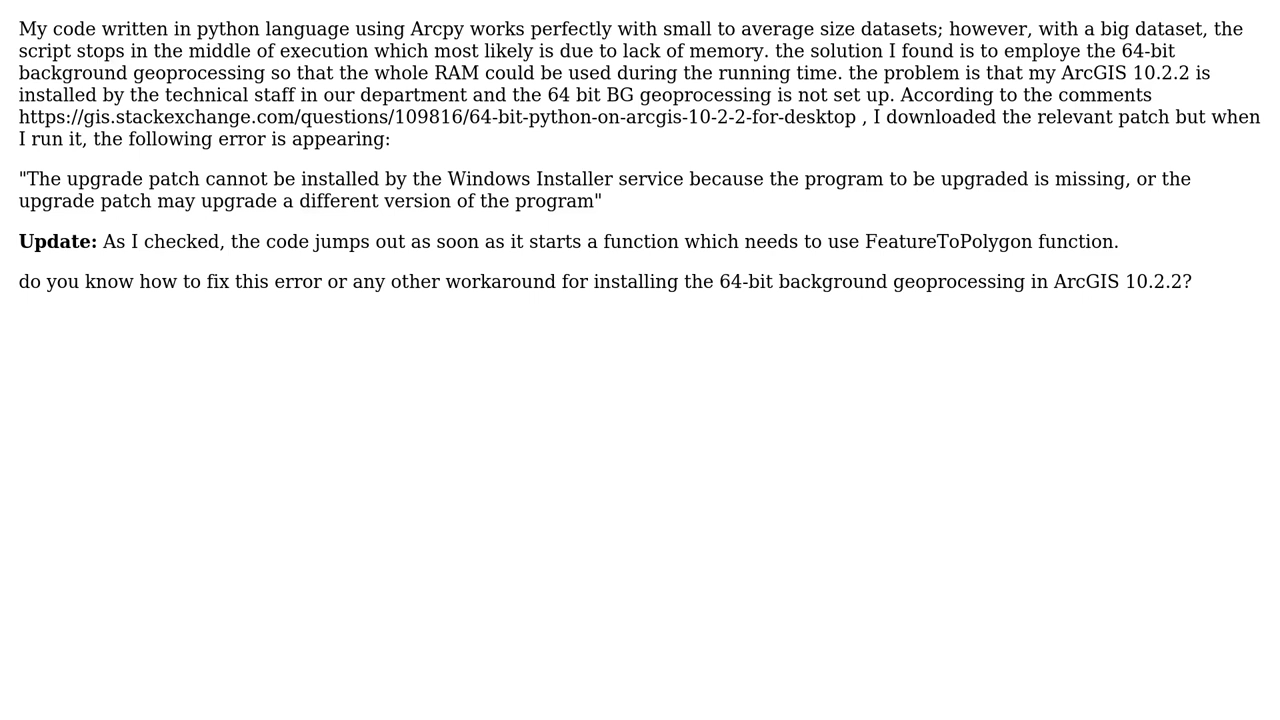 My code written in python language using Arcpy works perfectly with small to average size datasets; however, with a big dataset, the
script stops in the middle of execution which most likely is due to lack of memory. the solution I found is to employe the 64-bit
background geoprocessing so that the whole RAM could be used during the running time. the problem is that my ArcGIS 10.2.2 is
installed by the technical staff in our department and the 64 bit BG geoprocessing is not set up. According to the comments
https://gis.stackexchange.com/questions/109816/64-bit-python-on-arcgis-10-2-2-for-desktop , I downloaded the relevant patch but when
I run it, the following error is appearing:
"The upgrade patch cannot be installed by the Windows Installer service because the program to be upgraded is missing, or the
upgrade patch may upgrade a different version of the program"
Update: As I checked, the code jumps out as soon as it starts a function which needs to use FeatureToPolygon function.
do you know how to fix this error or any other workaround for installing the 64-bit background geoprocessing in ArcGIS 10.2.2?